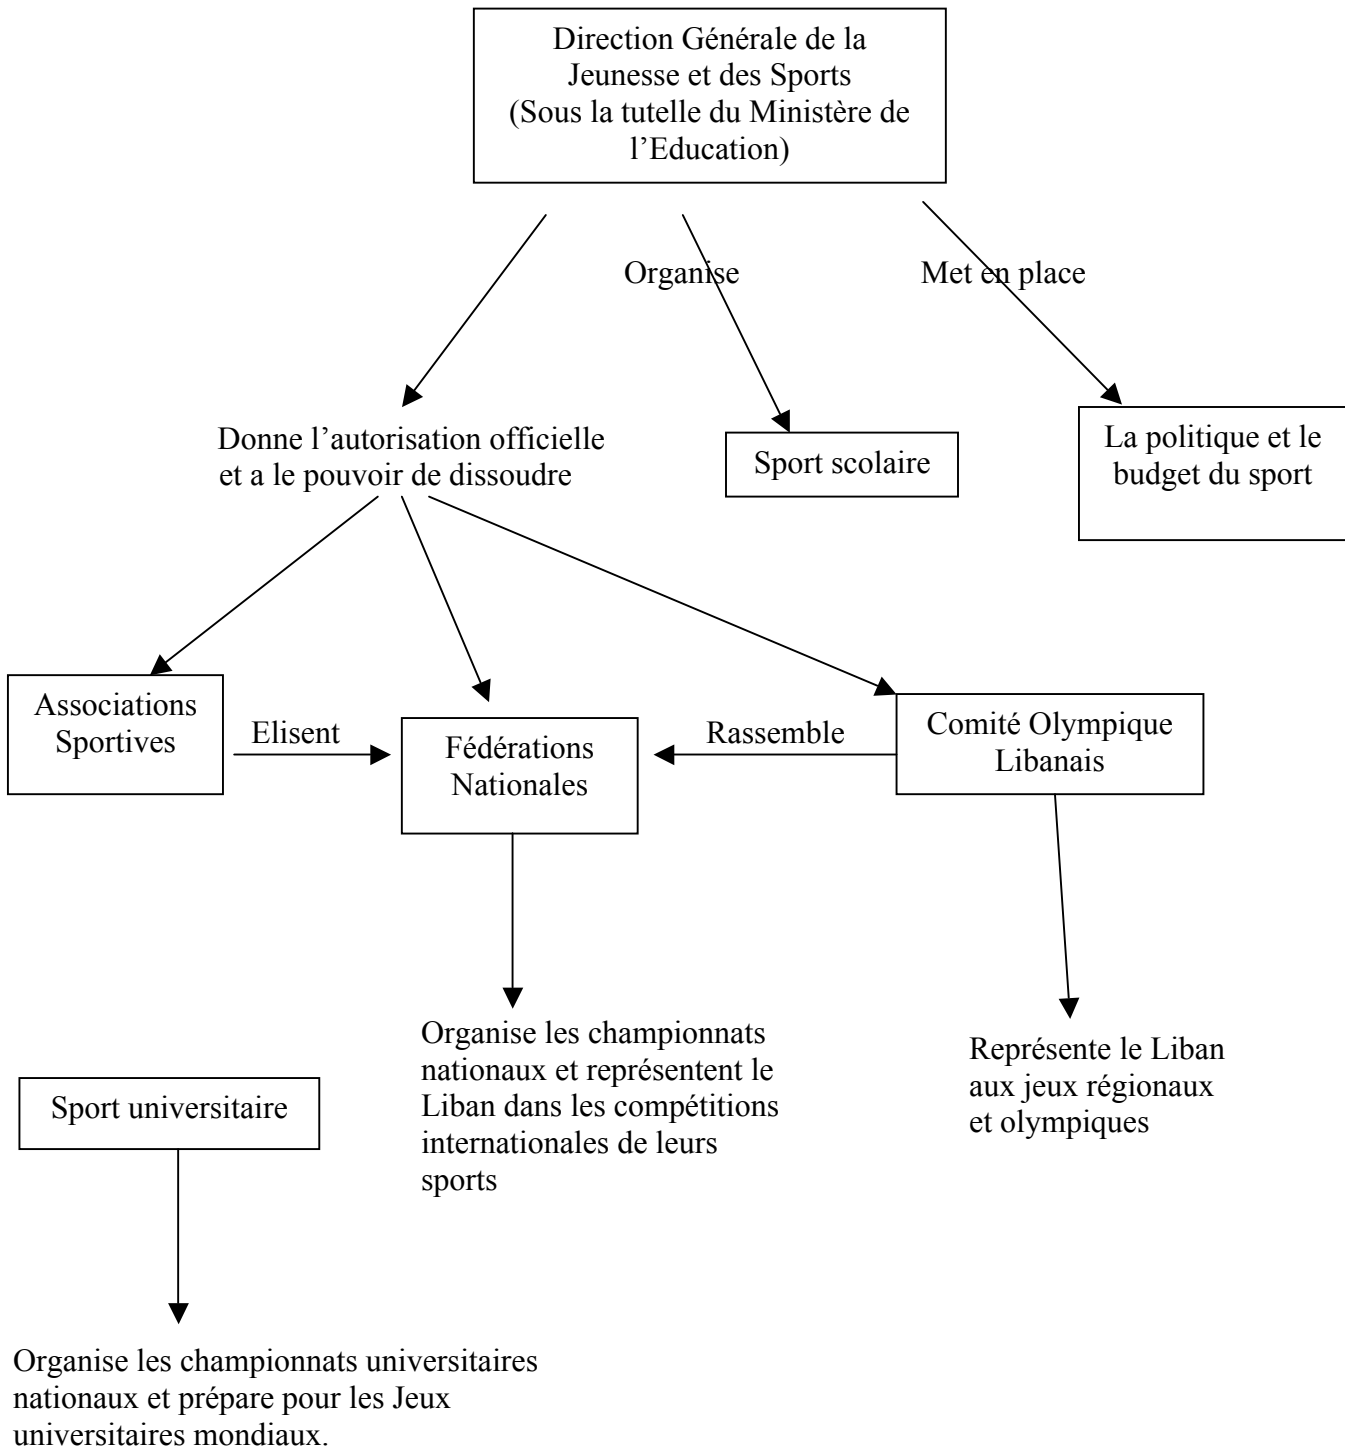 Direction Générale de la
Jeunesse et des Sports
(Sous la tutelle du Ministère de
l’Education)
Organise
Met en place
Donne l’autorisation officielle
et a le pouvoir de dissoudre
Sport scolaire
La politique et le
budget du sport
Associations
Sportives
Elisent
Fédérations
Nationales
Rassemble
Comité Olympique
Libanais
Organise les championnats
nationaux et représentent le
Liban dans les compétitions
internationales de leurs
sports
Représente le Liban
aux jeux régionaux
et olympiques
Sport universitaire
Organise les championnats universitaires
nationaux et prépare pour les Jeux
universitaires mondiaux.